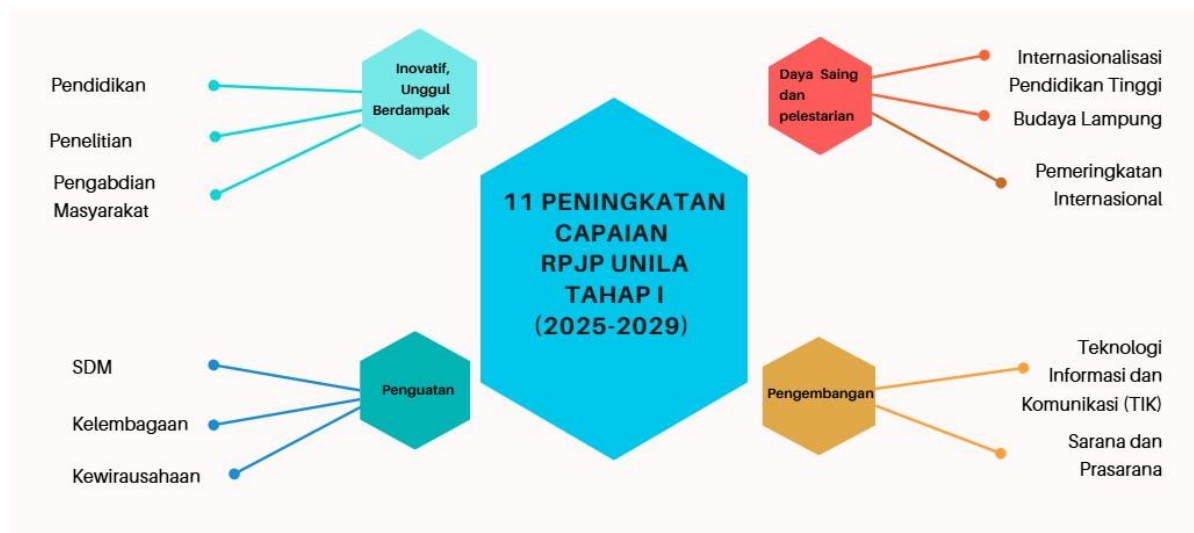 Inovatif,
Unggul
Berdampak
Pendidikan
Penelitian
Pengabdian
Masyarakat
Daya Saing
dan
pelestarian
Internasionalisasi
Pendidikan Tinggi
Budaya Lampung
Pemeringkatan
Internasional
11 PENINGKATAN
CAPAIAN
RPJP UNILA
TAHAP I
(2025-2029)
Penguatan
SDM
Kelembagaan
Kewirausahaan
Pengembangan
Teknologi
Informasi dan
Komunikasi (TIK)
Sarana dan
Prasarana